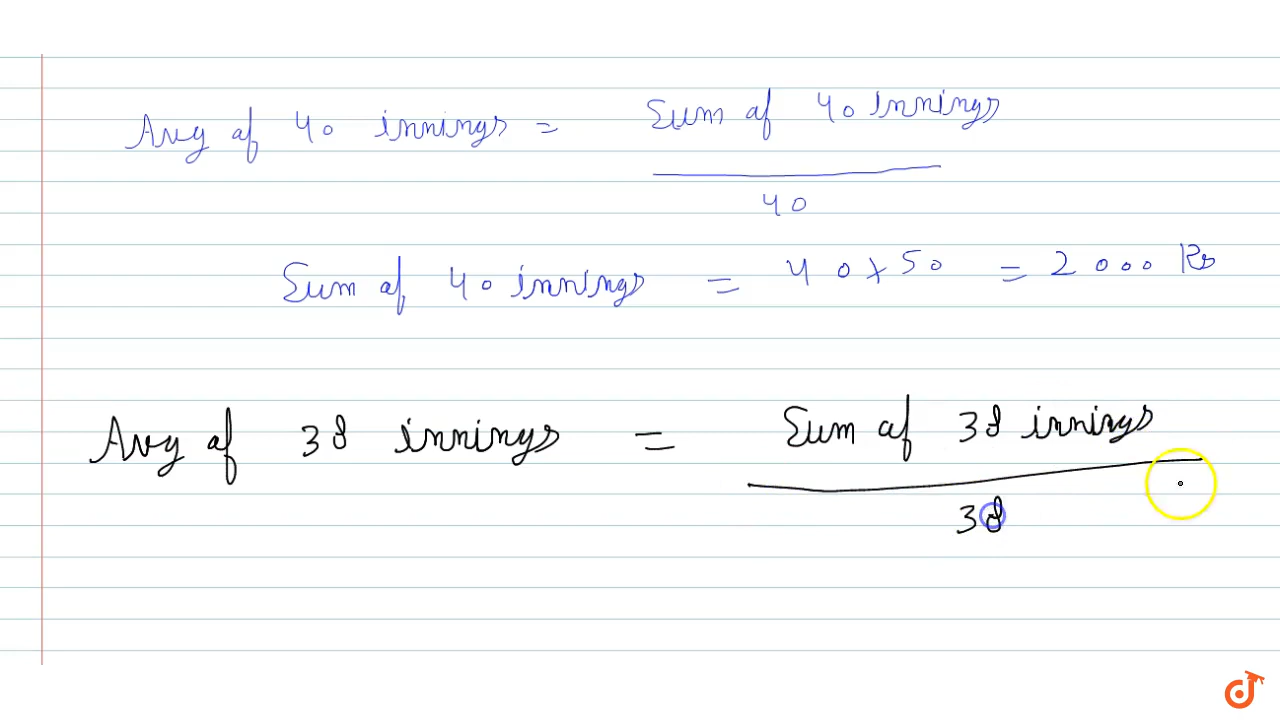 Avg of 40 innings = Sum of 40 innings
40
Sum of 40 innings = 40 x 50 = 2000 Rs
Avg of 38 innings = Sum of 38 innings
38